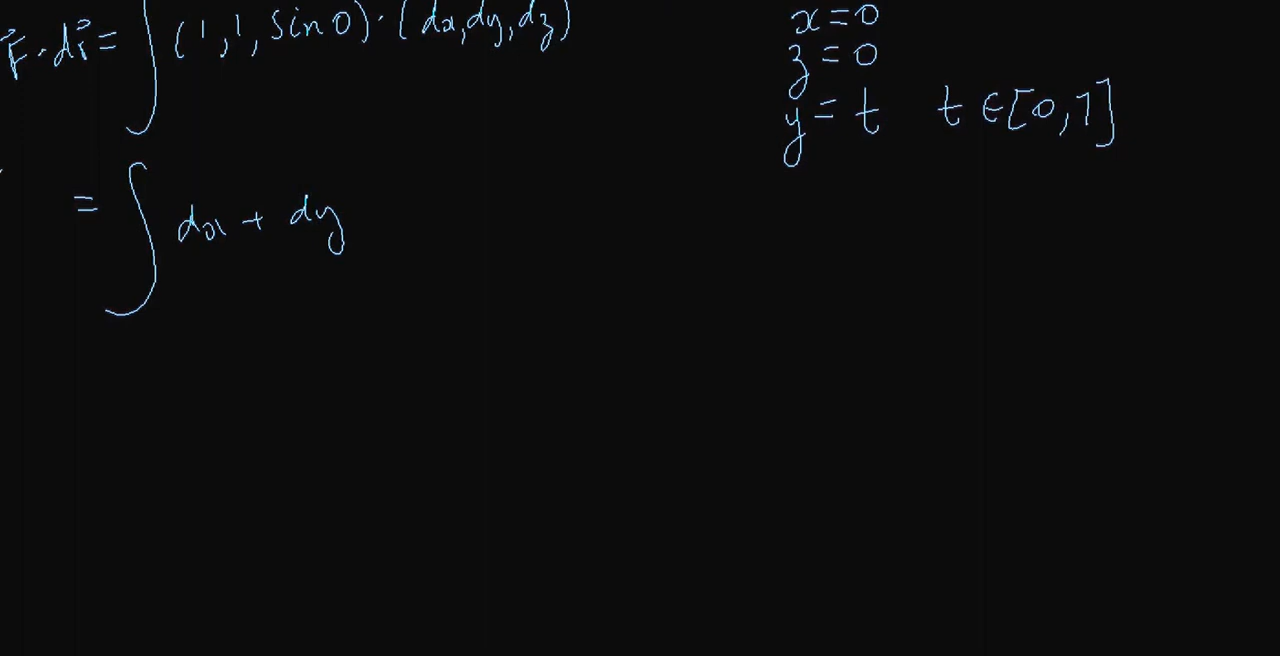 F⃗ · dr⃗ = ∫ (1, 1, sin 0) · (dx, dy, dz)
x = 0
z = 0
y = t t ∈ [0, 1]
= ∫ dx + dy